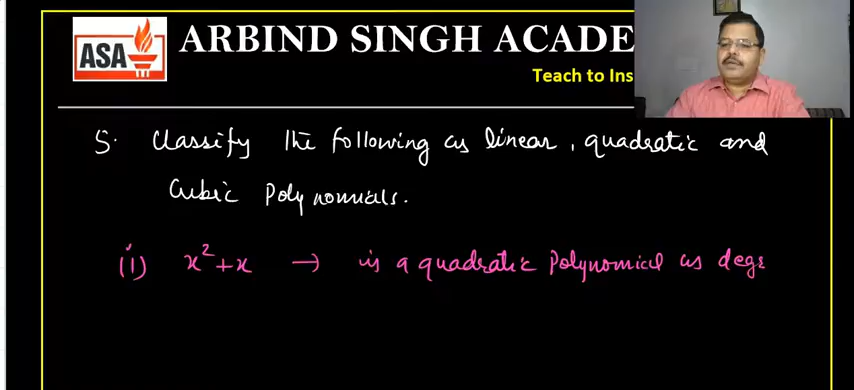 ASA
ARBIND SINGH ACADE
Teach to Ins
5. Classify the following as linear, quadratic and
Cubic Polynomials.
(i) x²+x → is a quadratic Polynomial as degr